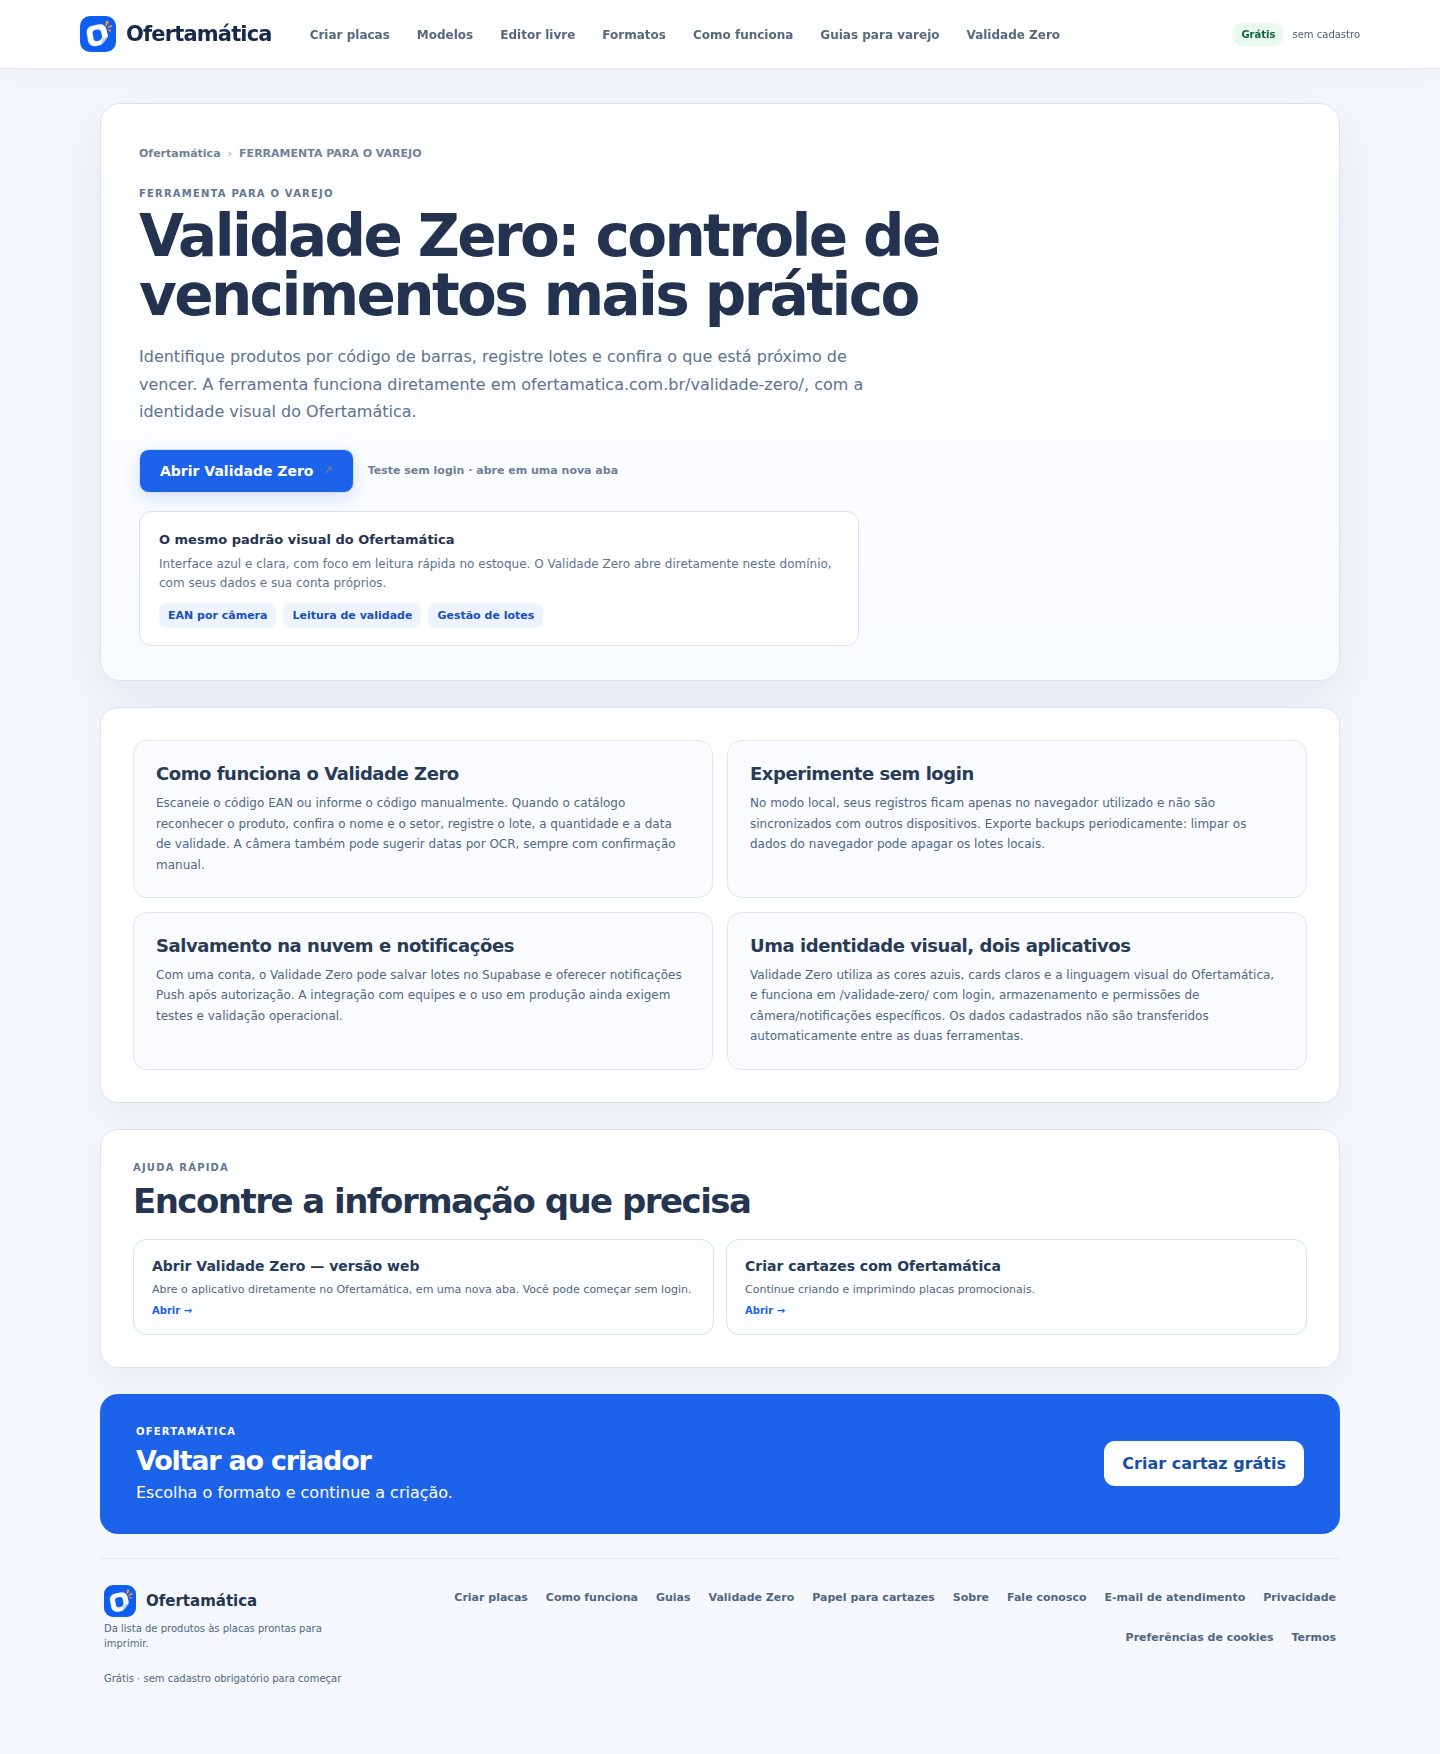 Ofertamática
Criar placas
Modelos
Editor livre
Formatos
Como funciona
Guias para varejo
Validade Zero
Grátis
sem cadastro
Ofertamática › FERRAMENTA PARA O VAREJO
FERRAMENTA PARA O VAREJO
Validade Zero: controle de
vencimentos mais prático
Identifique produtos por código de barras, registre lotes e confira o que está próximo de
vencer. A ferramenta funciona diretamente em ofertamatica.com.br/validade-zero/, com a
identidade visual do Ofertamática.
Abrir Validade Zero ↗
Teste sem login · abre em uma nova aba
O mesmo padrão visual do Ofertamática
Interface azul e clara, com foco em leitura rápida no estoque. O Validade Zero abre diretamente neste domínio,
com seus dados e sua conta próprios.
EAN por câmera
Leitura de validade
Gestão de lotes
Como funciona o Validade Zero
Escaneie o código EAN ou informe o código manualmente. Quando o catálogo
reconhecer o produto, confira o nome e o setor, registre o lote, a quantidade e a data
de validade. A câmera também pode sugerir datas por OCR, sempre com confirmação
manual.
Experimente sem login
No modo local, seus registros ficam apenas no navegador utilizado e não são
sincronizados com outros dispositivos. Exporte backups periodicamente: limpar os
dados do navegador pode apagar os lotes locais.
Salvamento na nuvem e notificações
Com uma conta, o Validade Zero pode salvar lotes no Supabase e oferecer notificações
Push após autorização. A integração com equipes e o uso em produção ainda exigem
testes e validação operacional.
Uma identidade visual, dois aplicativos
Validade Zero utiliza as cores azuis, cards claros e a linguagem visual do Ofertamática,
e funciona em /validade-zero/ com login, armazenamento e permissões de
câmera/notificações específicos. Os dados cadastrados não são transferidos
automaticamente entre as duas ferramentas.
AJUDA RÁPIDA
Encontre a informação que precisa
Abrir Validade Zero — versão web
Abre o aplicativo diretamente no Ofertamática, em uma nova aba. Você pode começar sem login.
Abrir →
Criar cartazes com Ofertamática
Continue criando e imprimindo placas promocionais.
Abrir →
OFERTAMÁTICA
Voltar ao criador
Escolha o formato e continue a criação.
Criar cartaz grátis
Ofertamática
Da lista de produtos às placas prontas para
imprimir.
Grátis · sem cadastro obrigatório para começar
Criar placas
Como funciona
Guias
Validade Zero
Papel para cartazes
Sobre
Fale conosco
E-mail de atendimento
Privacidade
Preferências de cookies
Termos